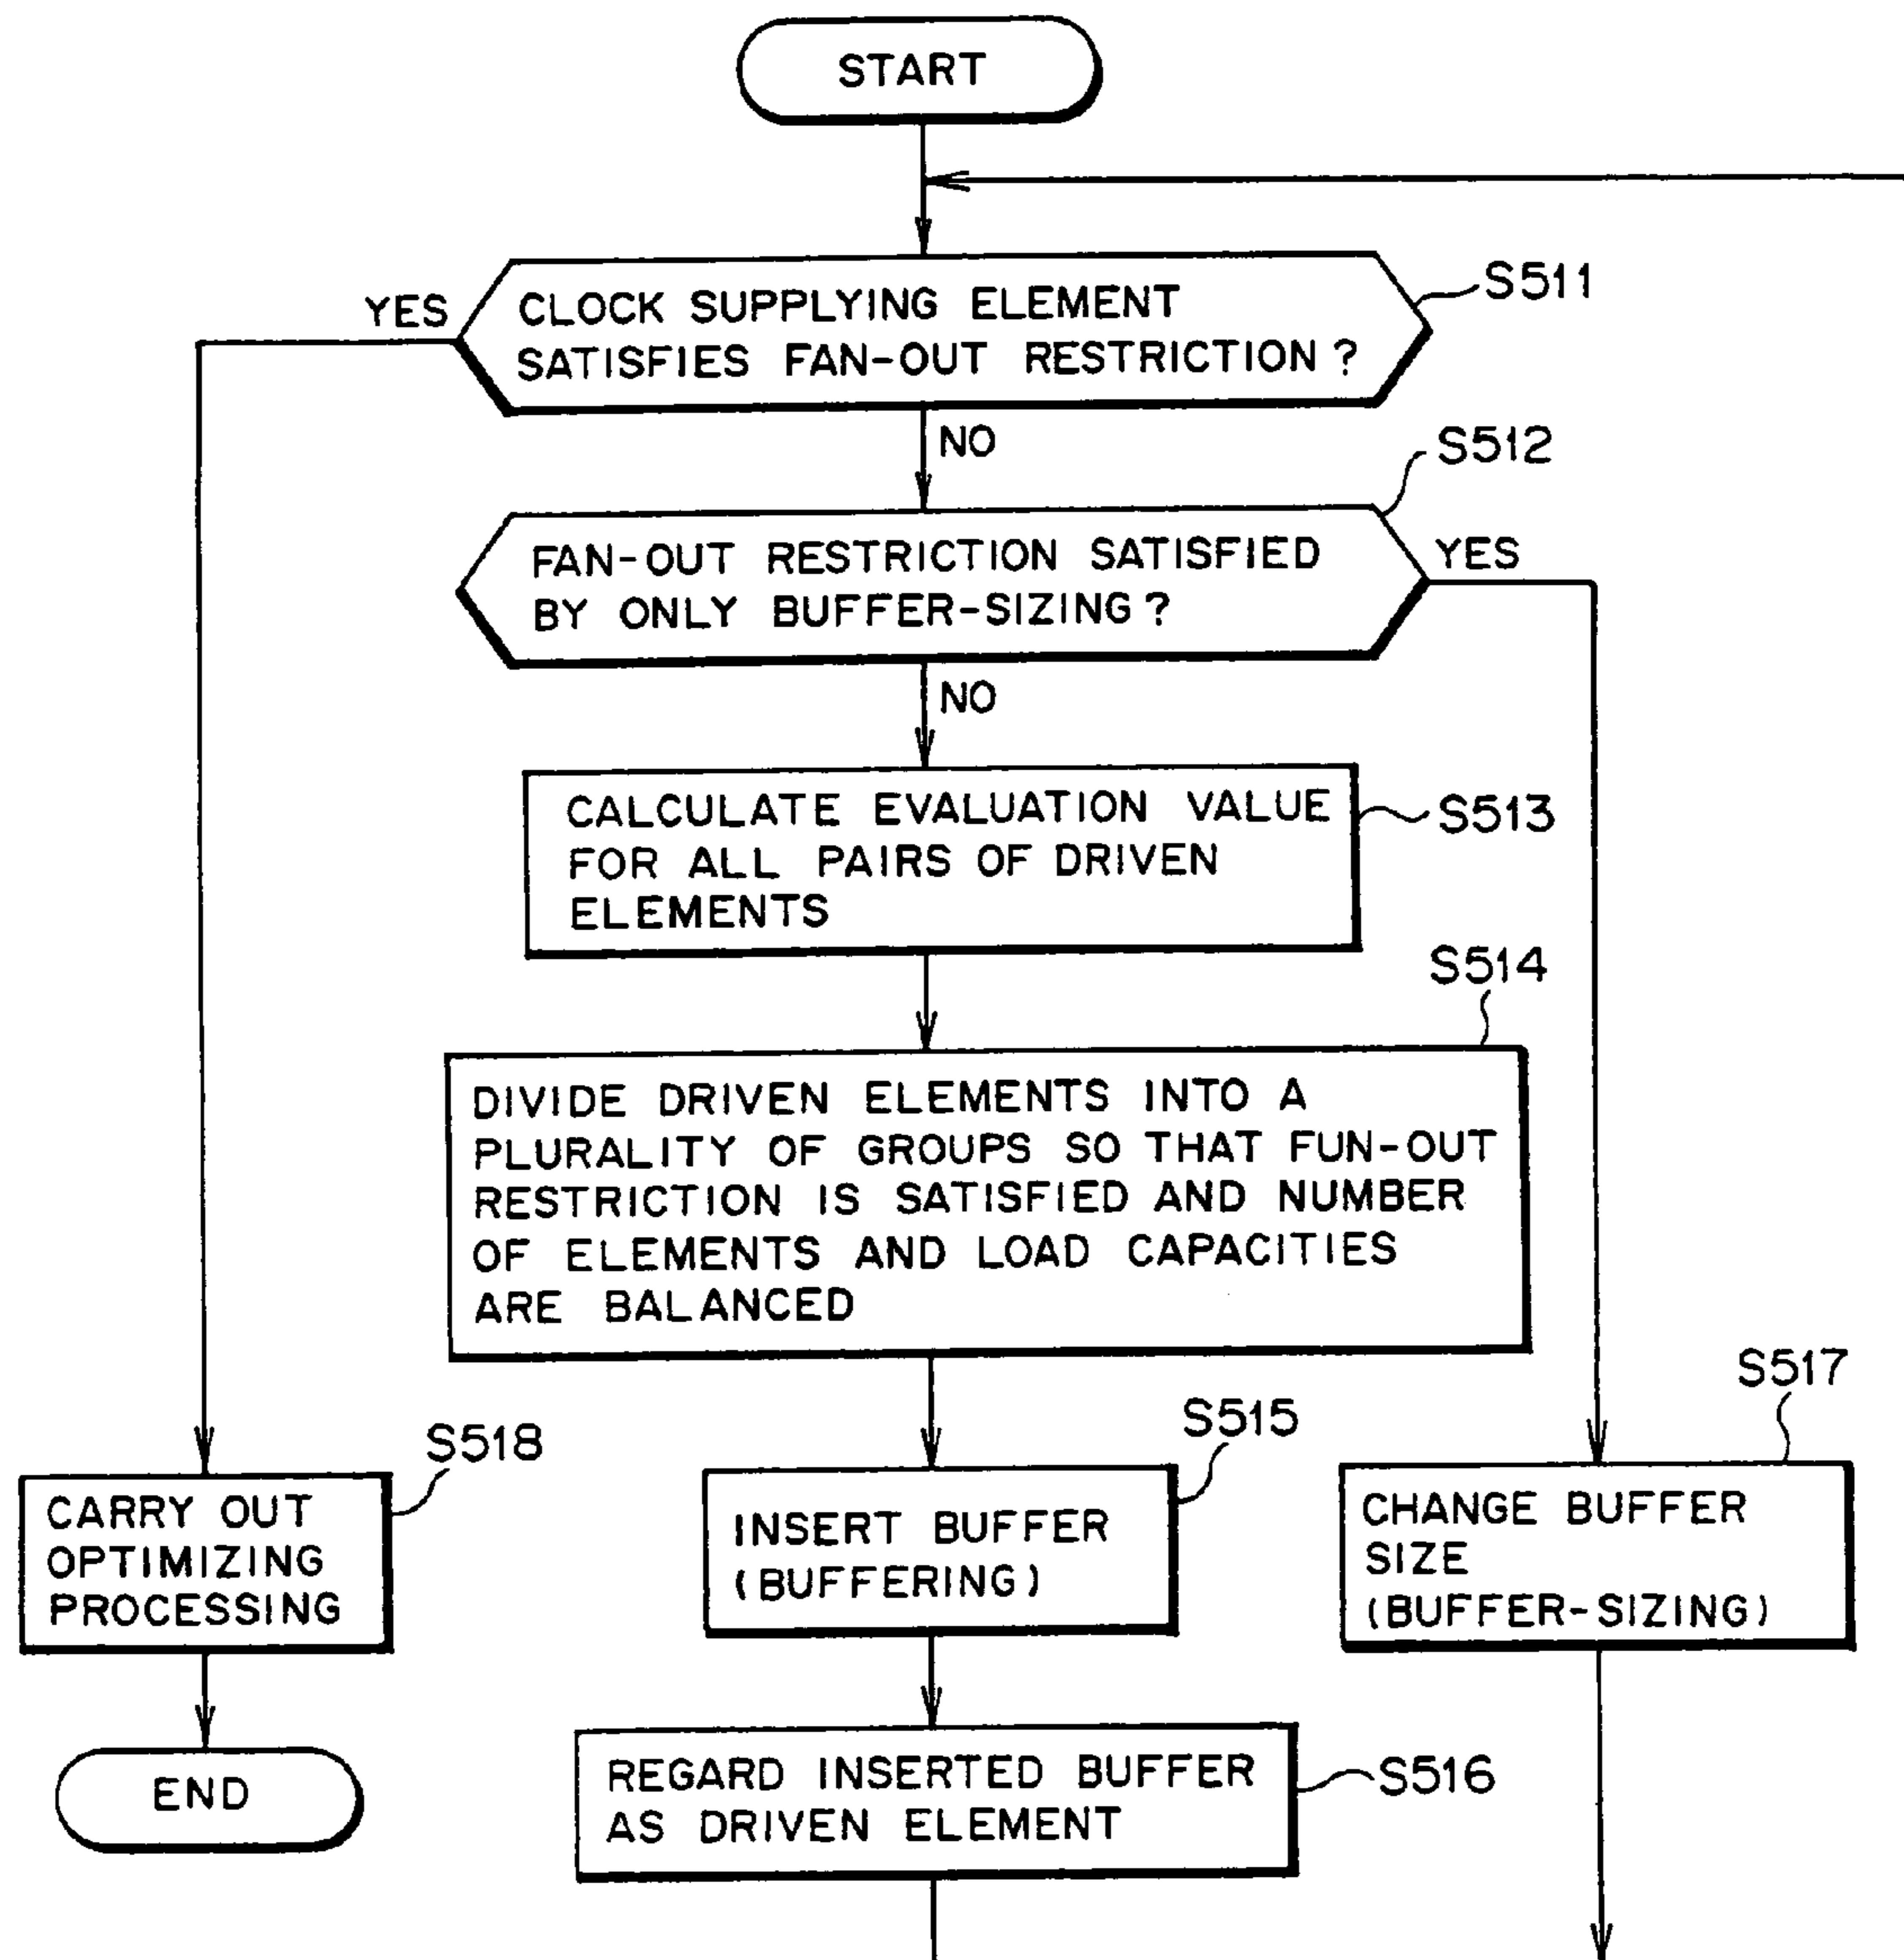 START
CLOCK SUPPLYING ELEMENT
SATISFIES FAN-OUT RESTRICTION?
S511
YES
NO
S512
FAN-OUT RESTRICTION SATISFIED
BY ONLY BUFFER-SIZING?
YES
NO
CALCULATE EVALUATION VALUE
FOR ALL PAIRS OF DRIVEN
ELEMENTS
S513
S514
DIVIDE DRIVEN ELEMENTS INTO A
PLURALITY OF GROUPS SO THAT FUN-OUT
RESTRICTION IS SATISFIED AND NUMBER
OF ELEMENTS AND LOAD CAPACITIES
ARE BALANCED
S518
CARRY OUT
OPTIMIZING
PROCESSING
END
S515
INSERT BUFFER
(BUFFERING)
S517
CHANGE BUFFER
SIZE
(BUFFER-SIZING)
REGARD INSERTED BUFFER
AS DRIVEN ELEMENT
S516